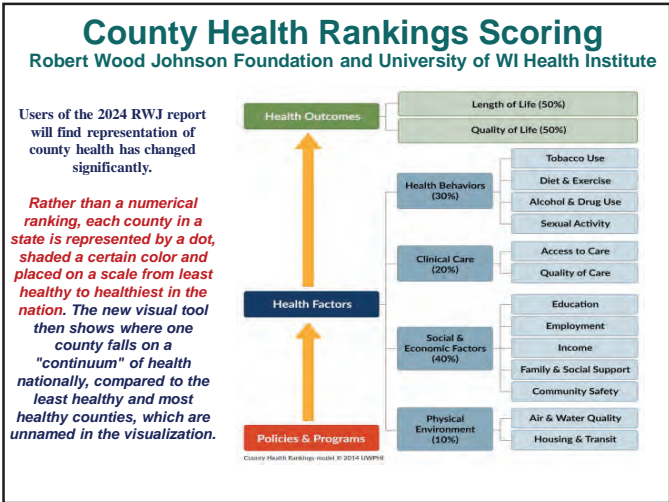 County Health Rankings Scoring
Robert Wood Johnson Foundation and University of WI Health Institute
Users of the 2024 RWJ report
will find representation of
county health has changed
significantly.
Rather than a numerical
ranking, each county in a
state is represented by a dot,
shaded a certain color and
placed on a scale from least
healthy to healthiest in the
nation. The new visual tool
then shows where one
county falls on a
"continuum" of health
nationally, compared to the
least healthy and most
healthy counties, which are
unnamed in the visualization.
Health Outcomes
Length of Life (50%)
Quality of Life (50%)
Health Factors
Health Behaviors
(30%)
Tobacco Use
Diet & Exercise
Alcohol & Drug Use
Sexual Activity
Clinical Care
(20%)
Access to Care
Quality of Care
Social &
Economic Factors
(40%)
Education
Employment
Income
Family & Social Support
Community Safety
Physical
Environment
(10%)
Air & Water Quality
Housing & Transit
Policies & Programs
County Health Rankings model © 2014 UWPHI